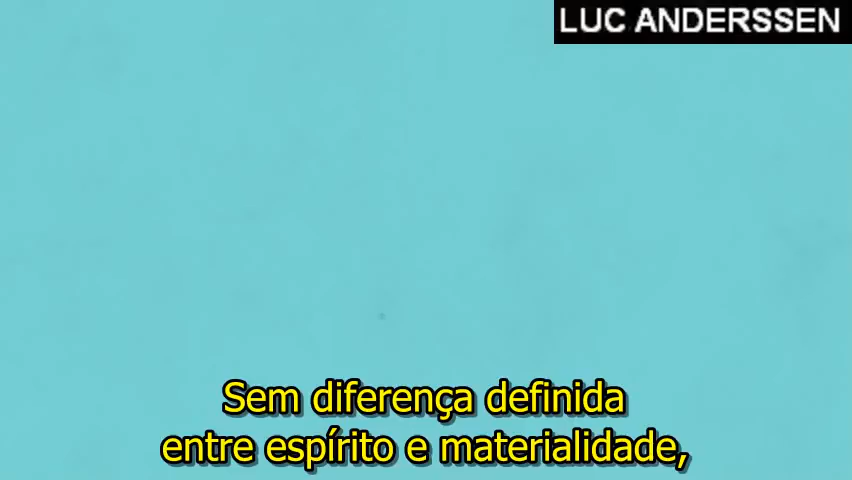 LUC ANDERSSEN
Sem diferença definida
entre espírito e materialidade,